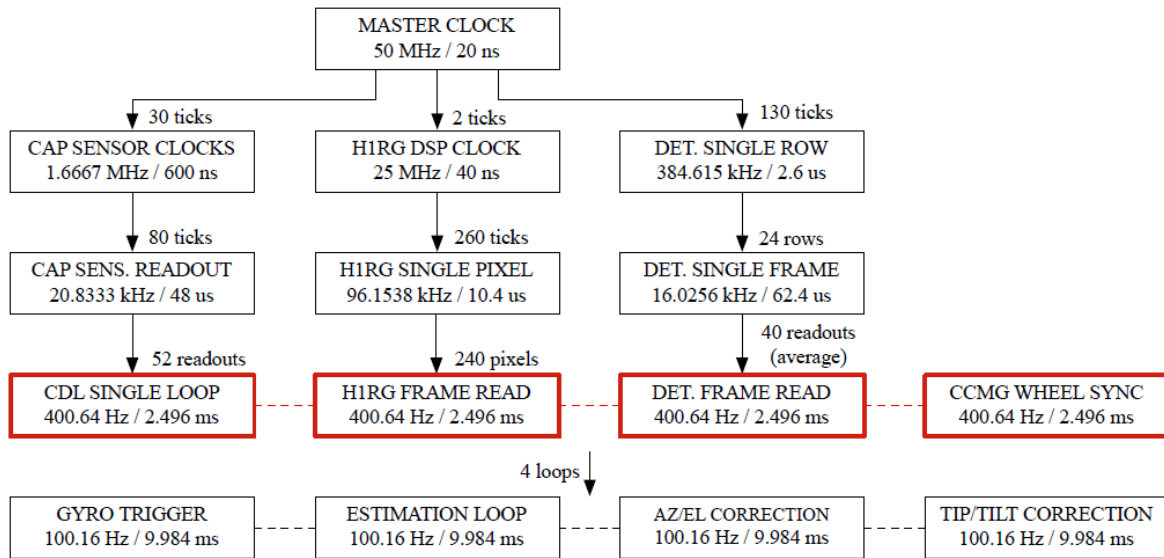 MASTER CLOCK
50 MHz / 20 ns
30 ticks
2 ticks
130 ticks
CAP SENSOR CLOCKS
1.6667 MHz / 600 ns
H1RG DSP CLOCK
25 MHz / 40 ns
DET. SINGLE ROW
384.615 kHz / 2.6 us
80 ticks
260 ticks
24 rows
CAP SENS. READOUT
20.8333 kHz / 48 us
H1RG SINGLE PIXEL
96.1538 kHz / 10.4 us
DET. SINGLE FRAME
16.0256 kHz / 62.4 us
52 readouts
240 pixels
40 readouts
(average)
CDL SINGLE LOOP
400.64 Hz / 2.496 ms
H1RG FRAME READ
400.64 Hz / 2.496 ms
DET. FRAME READ
400.64 Hz / 2.496 ms
CCMG WHEEL SYNC
400.64 Hz / 2.496 ms
4 loops
GYRO TRIGGER
100.16 Hz / 9.984 ms
ESTIMATION LOOP
100.16 Hz / 9.984 ms
AZ/EL CORRECTION
100.16 Hz / 9.984 ms
TIP/TILT CORRECTION
100.16 Hz / 9.984 ms